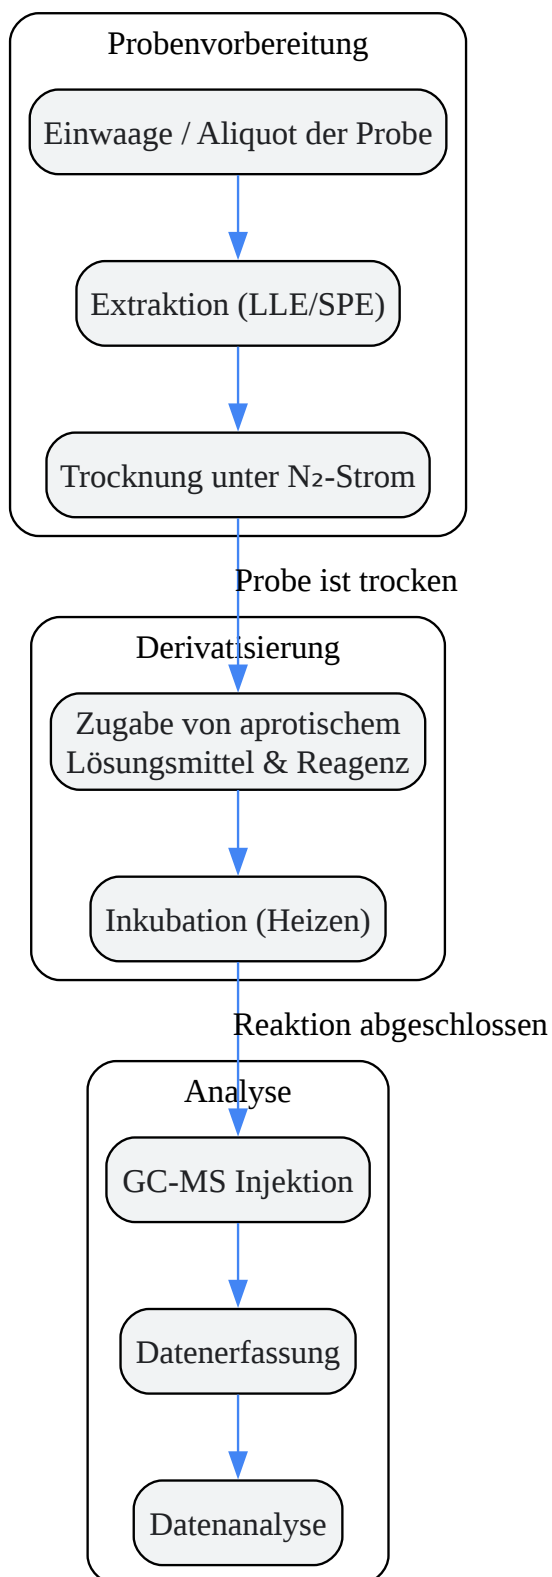 Probenvorbereitung
Einwaage / Aliquot der Probe
Extraktion (LLE/SPE)
Trocknung unter N₂-Strom
Probe ist trocken
Derivatisierung
Zugabe von aprotischem
Lösungsmittel & Reagenz
Inkubation (Heizen)
Reaktion abgeschlossen
Analyse
GC-MS Injektion
Datenerfassung
Datenanalyse